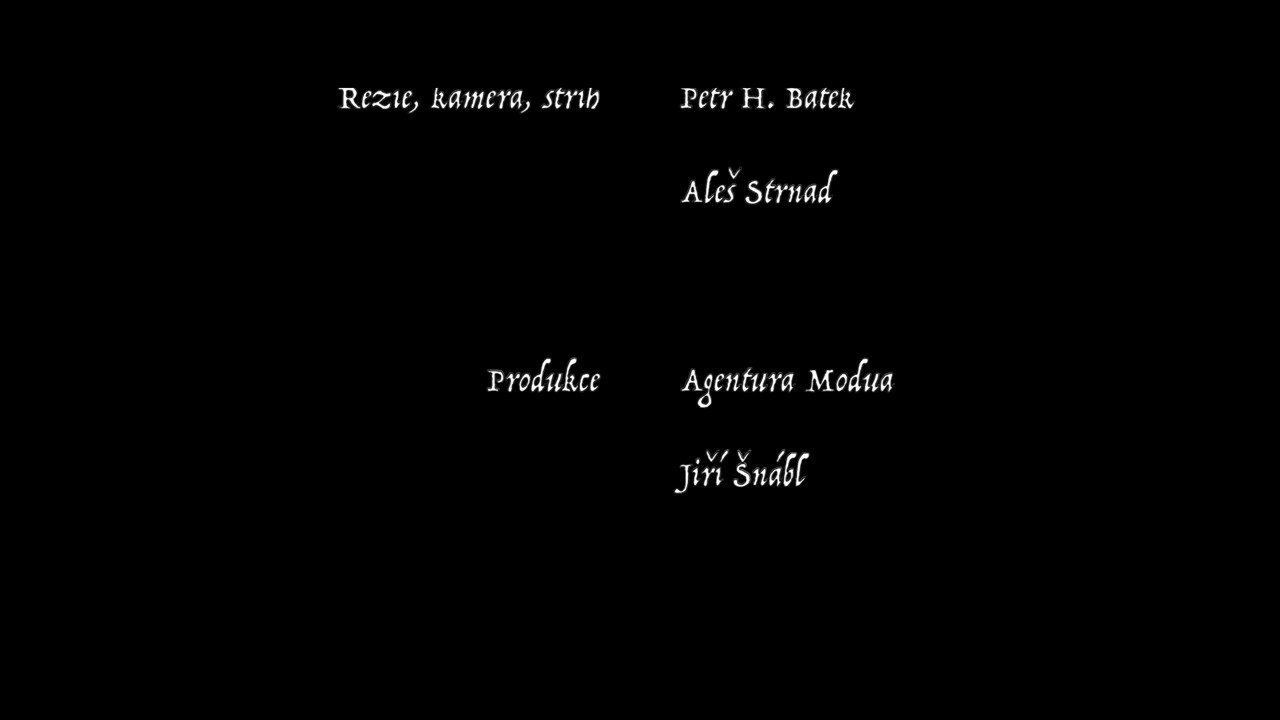 Rezie, kamera, strih Petr H. Batek
Aleš Strnad
Produkce Agentura Modua
Jiří Šnábl